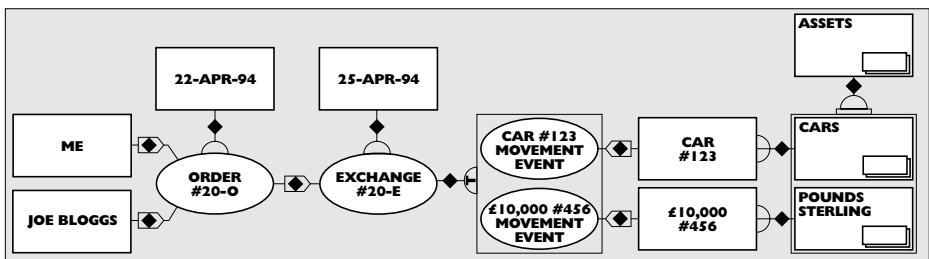 ASSETS
22-APR-94
25-APR-94
ME
CAR #123
MOVEMENT
EVENT
CAR
#123
CARS
ORDER
#20-O
EXCHANGE
#20-E
JOE BLOGGS
£10,000 #456
MOVEMENT
EVENT
£10,000
#456
POUNDS
STERLING